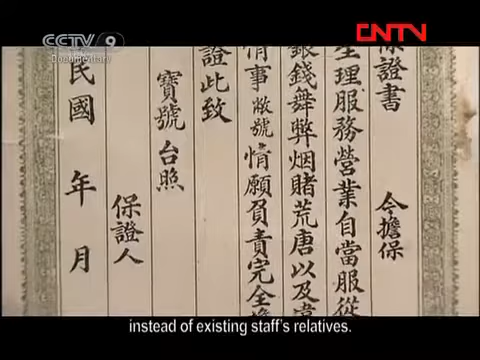 CCTV 9
Documentary
CNTV
保證書
今擔保
生理服務營業自當服從
銀錢舞弊烟賭荒唐以及
情事敝號情願負責完全擔
證此致
寶號台照
保證人
民國 年 月
instead of existing staff's relatives.